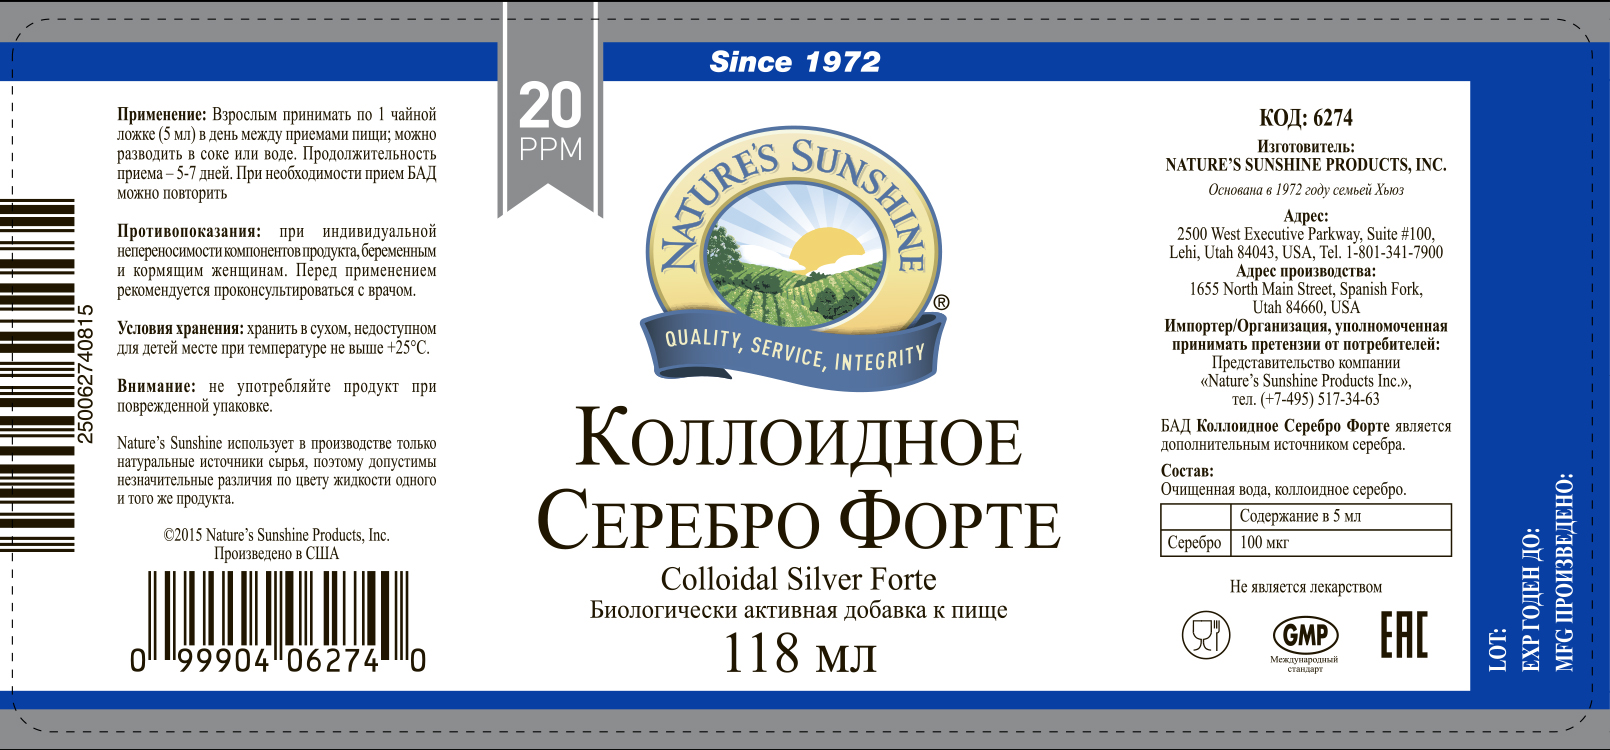 Since 1972
20
PPM
Применение: Взрослым принимать по 1 чайной
ложке (5 мл) в день между приемами пищи; можно
разводить в соке или воде. Продолжительность
приема – 5-7 дней. При необходимости прием БАД
можно повторить
Противопоказания: при индивидуальной
непереносимости компонентов продукта, беременным
и кормящим женщинам. Перед применением
рекомендуется проконсультироваться с врачом.
Условия хранения: хранить в сухом, недоступном
для детей месте при температуре не выше +25°С.
Внимание: не употребляйте продукт при
поврежденной упаковке.
Nature’s Sunshine использует в производстве только
натуральные источники сырья, поэтому допустимы
незначительные различия по цвету жидкости одного
и того же продукта.
©2015 Nature’s Sunshine Products, Inc.
Произведено в США
0 99904 06274 0
250062740815
NATURE’S SUNSHINE
®
QUALITY, SERVICE, INTEGRITY
КОЛЛОИДНОЕ
СЕРЕБРО ФОРТЕ
Colloidal Silver Forte
Биологически активная добавка к пище
118 мл
КОД: 6274
Изготовитель:
NATURE’S SUNSHINE PRODUCTS, INC.
Основана в 1972 году семьей Хьюз
Адрес:
2500 West Executive Parkway, Suite #100,
Lehi, Utah 84043, USA, Tel. 1-801-341-7900
Адрес производства:
1655 North Main Street, Spanish Fork,
Utah 84660, USA
Импортер/Организация, уполномоченная
принимать претензии от потребителей:
Представительство компании
«Nature’s Sunshine Products Inc.»,
тел. (+7-495) 517-34-63
БАД Коллоидное Серебро Форте является
дополнительным источником серебра.
Состав:
Очищенная вода, коллоидное серебро.
Содержание в 5 мл
Серебро 100 мкг
Не является лекарством
GMP
Международный
стандарт
EAC
LOT:
EXP ГОДЕН ДО:
MFG ПРОИЗВЕДЕНО: